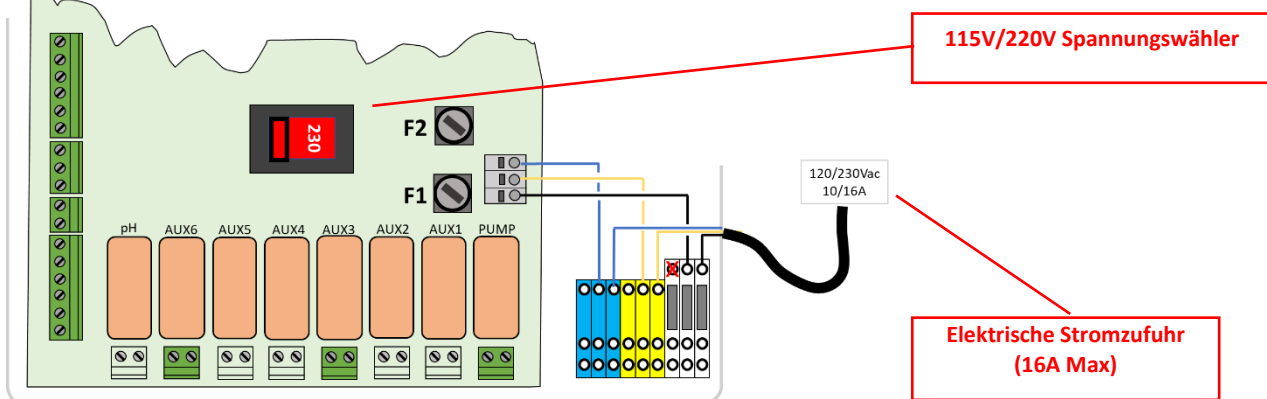 115V/220V Spannungswähler
230
F2
F1
120/230Vac
10/16A
pH AUX6 AUX5 AUX4 AUX3 AUX2 AUX1 PUMP
Elektrische Stromzufuhr
(16A Max)